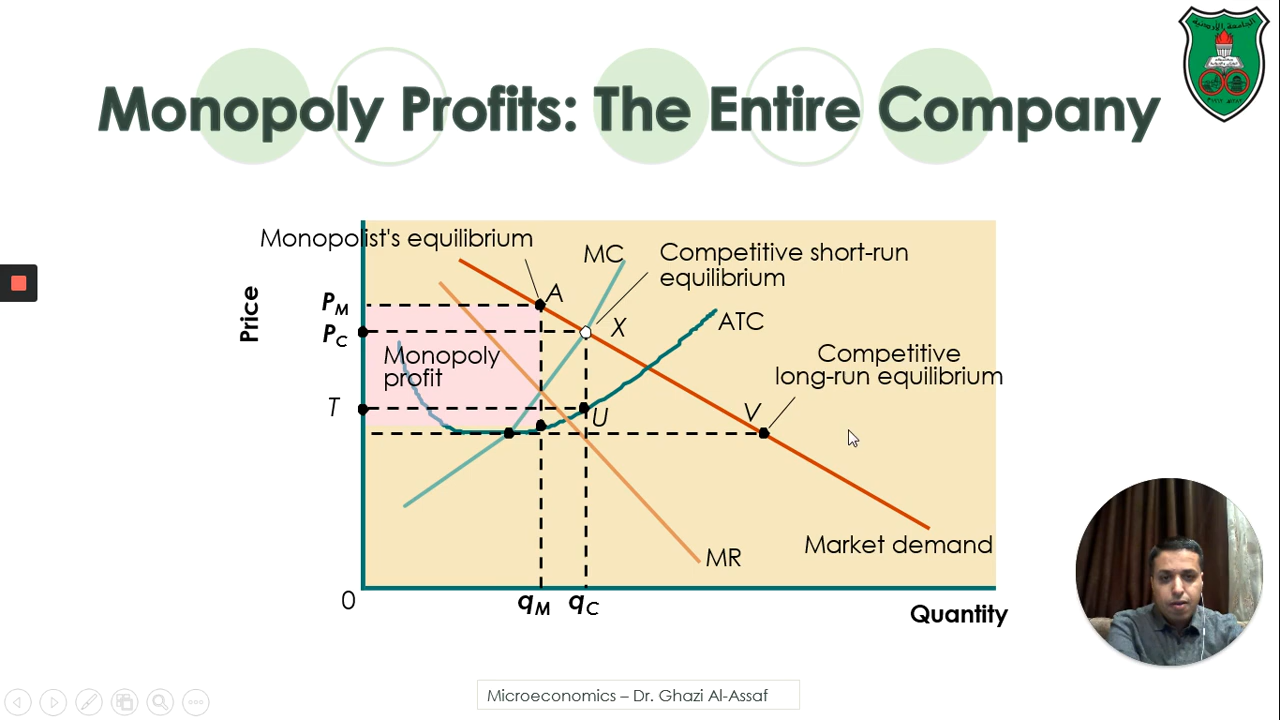 Monopoly Profits: The Entire Company
Monopolist's equilibrium
MC
Competitive short-run
equilibrium
A
P_M
Price
P_C
X
ATC
Monopoly
profit
Competitive
long-run equilibrium
T
U
V
Market demand
MR
0
q_M
q_C
Quantity
Microeconomics – Dr. Ghazi Al-Assaf